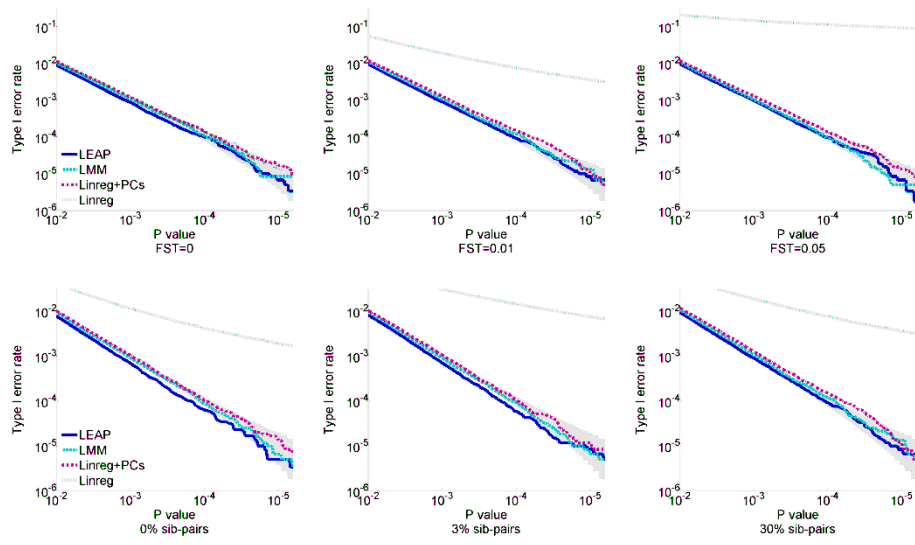 10-1
10-2
10-3
10-4
10-5
10-6
Type I error rate
LEAP
LMM
Linreg+PCs
Linreg
10-2 10-3 10-4 10-5
P value
FST=0
10-1
10-2
10-3
10-4
10-5
10-6
Type I error rate
10-2 10-3 10-4 10-5
P value
FST=0.01
10-1
10-2
10-3
10-4
10-5
10-6
Type I error rate
10-2 10-3 10-4 10-5
P value
FST=0.05
10-2
10-3
10-4
10-5
10-6
Type I error rate
LEAP
LMM
Linreg+PCs
Linreg
10-2 10-3 10-4 10-5
P value
0% sib-pairs
10-2
10-3
10-4
10-5
10-6
Type I error rate
10-2 10-3 10-4 10-5
P value
3% sib-pairs
10-2
10-3
10-4
10-5
10-6
Type I error rate
10-2 10-3 10-4 10-5
P value
30% sib-pairs